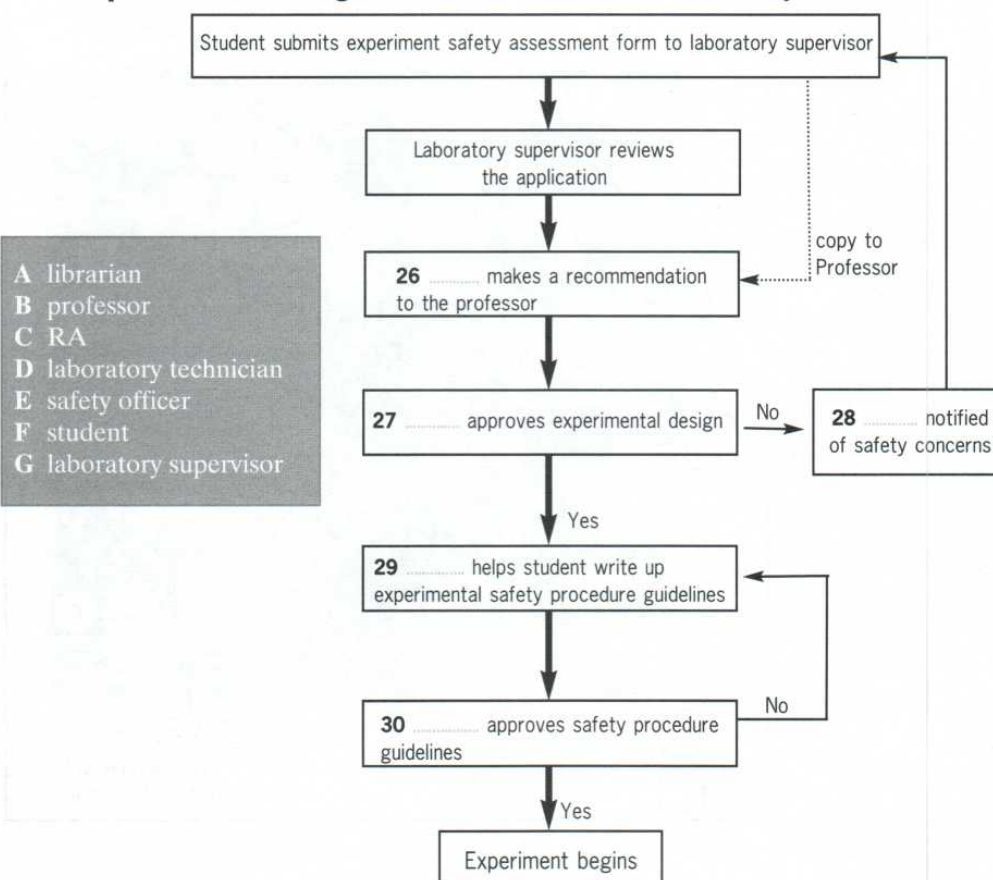 Student submits experiment safety assessment form to laboratory supervisor
Laboratory supervisor reviews
the application
copy to
Professor
26 ............ makes a recommendation
to the professor
A librarian
B professor
C RA
D laboratory technician
E safety officer
F student
G laboratory supervisor
27 ............ approves experimental design
No
28 ............ notified
of safety concerns
Yes
29 ............ helps student write up
experimental safety procedure guidelines
30 ............ approves safety procedure
guidelines
No
Yes
Experiment begins